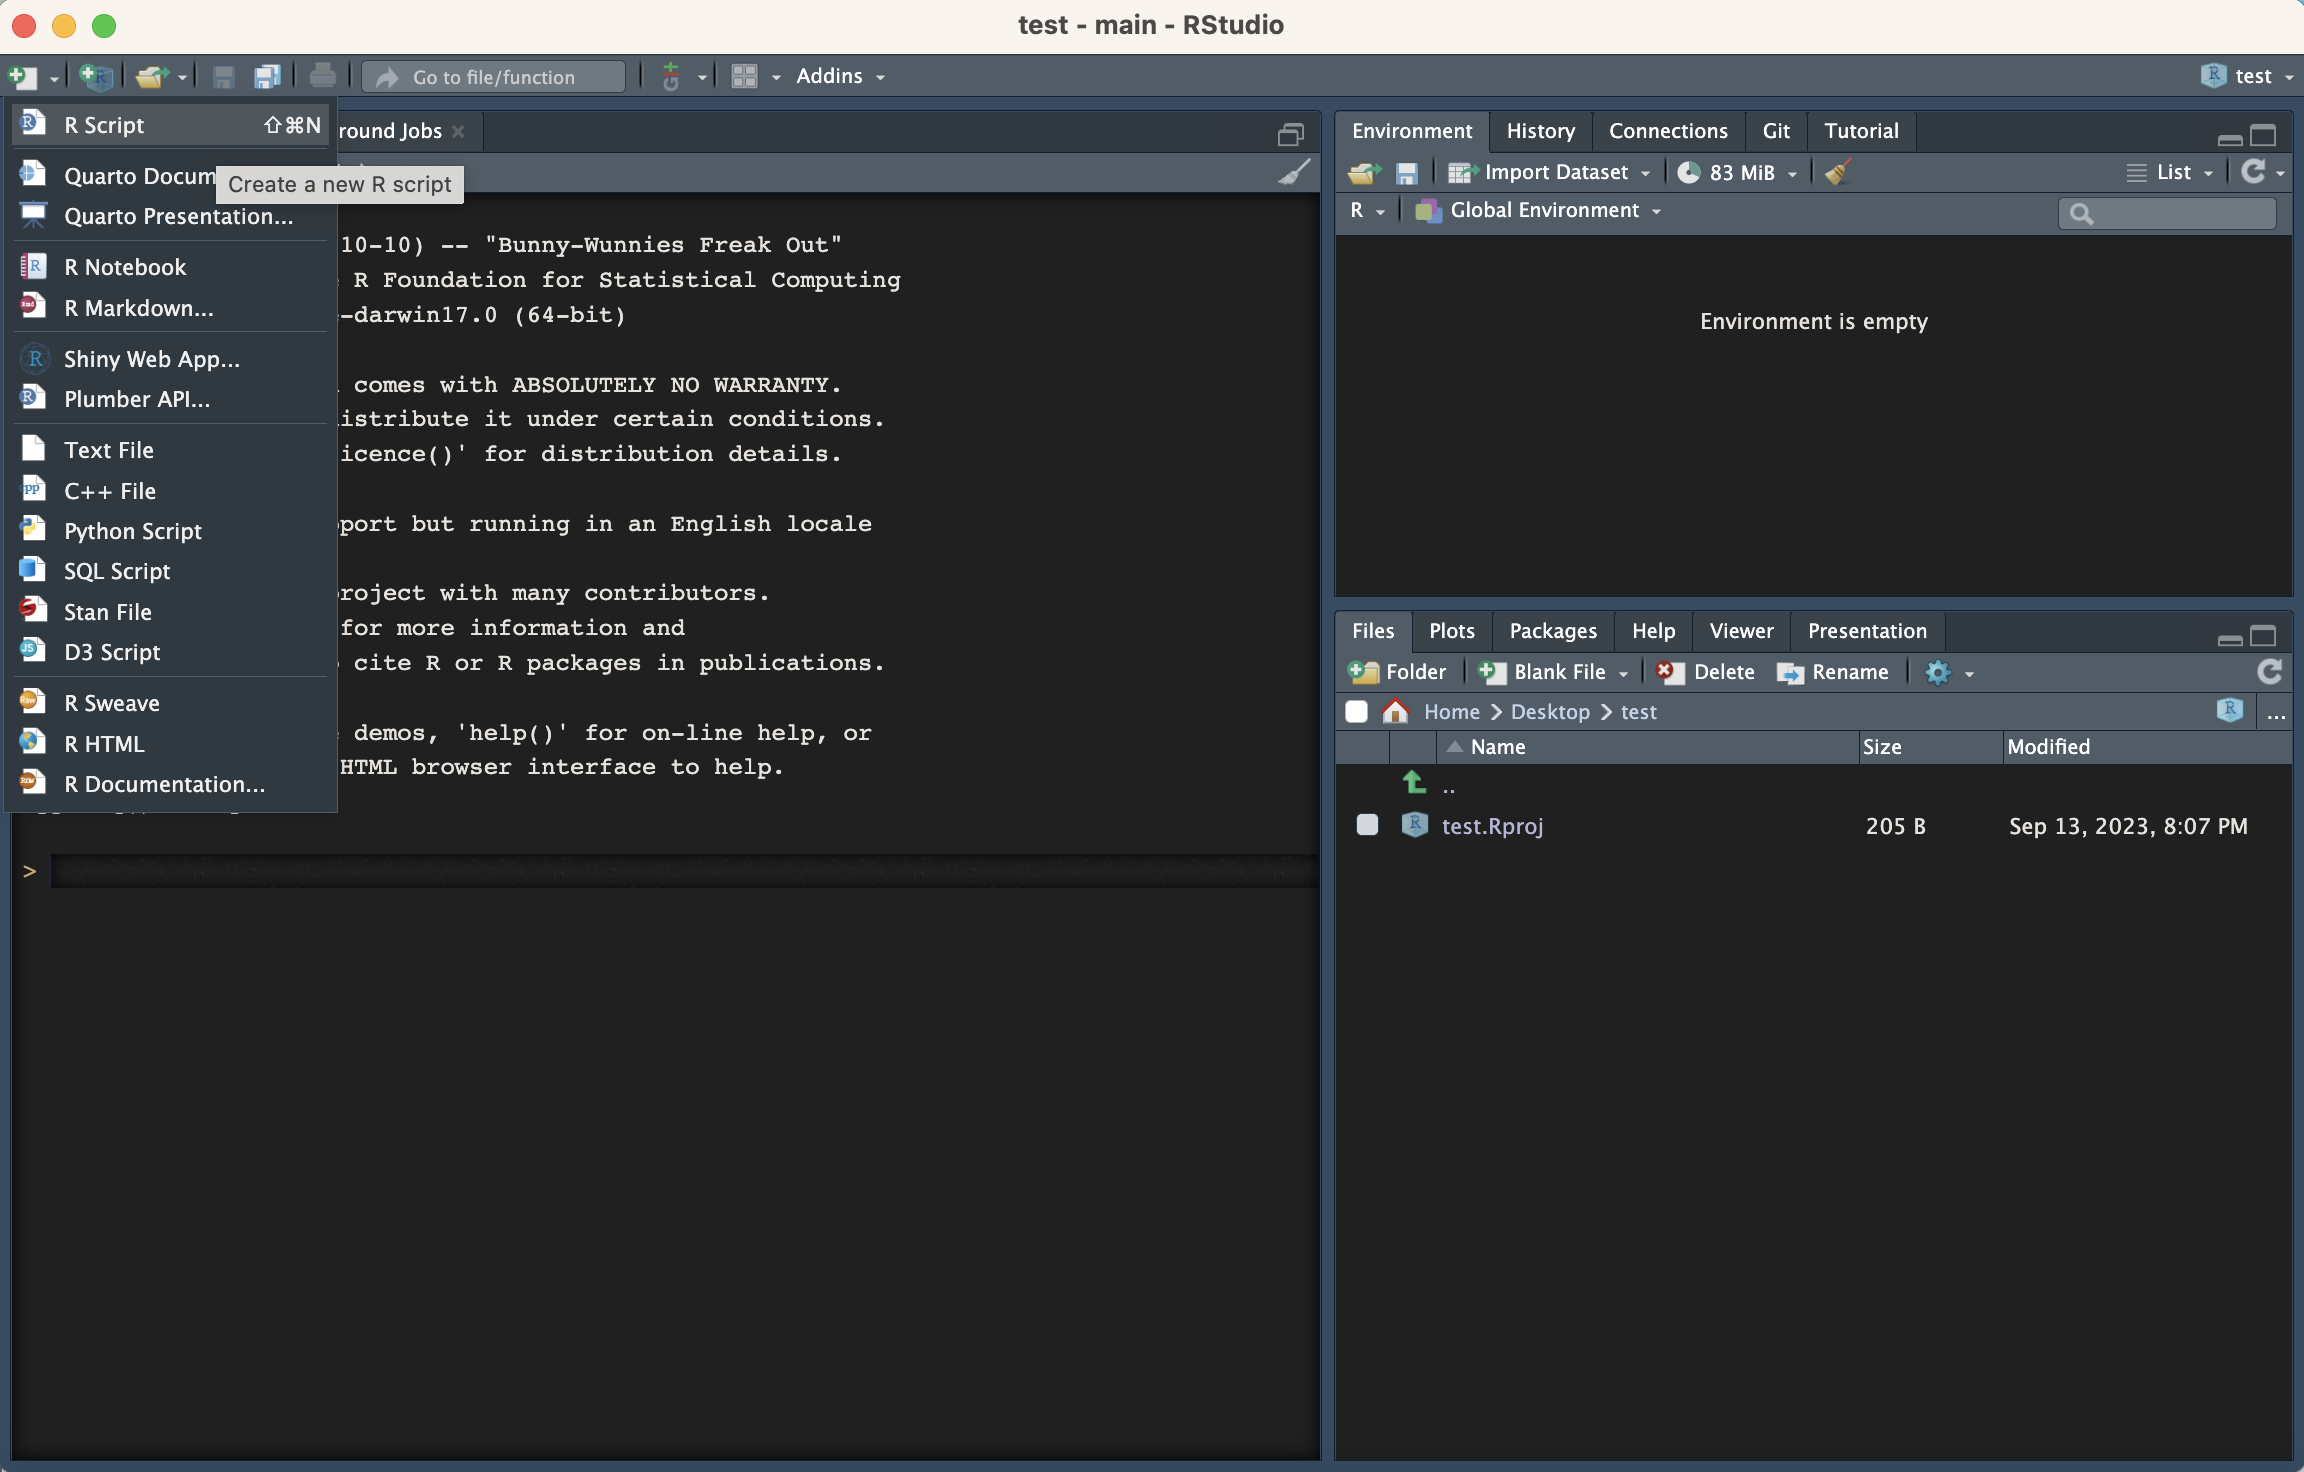 test - main - RStudio
Go to file/function
Addins
test
R Script ⇧⌘N
Quarto Docum
Create a new R script
Quarto Presentation...
R Notebook
R Markdown...
Shiny Web App...
Plumber API...
Text File
C++ File
Python Script
SQL Script
Stan File
D3 Script
R Sweave
R HTML
R Documentation...
round Jobs
10-10) -- "Bunny-Wunnies Freak Out"
R Foundation for Statistical Computing
-darwin17.0 (64-bit)
comes with ABSOLUTELY NO WARRANTY.
istribute it under certain conditions.
icence()' for distribution details.
port but running in an English locale
roject with many contributors.
for more information and
cite R or R packages in publications.
demos, 'help()' for on-line help, or
HTML browser interface to help.
>
Environment History Connections Git Tutorial
Import Dataset 83 MiB List
R Global Environment
Environment is empty
Files Plots Packages Help Viewer Presentation
Folder Blank File Delete Rename
Home Desktop test ...
Name Size Modified
..
test.Rproj 205 B Sep 13, 2023, 8:07 PM